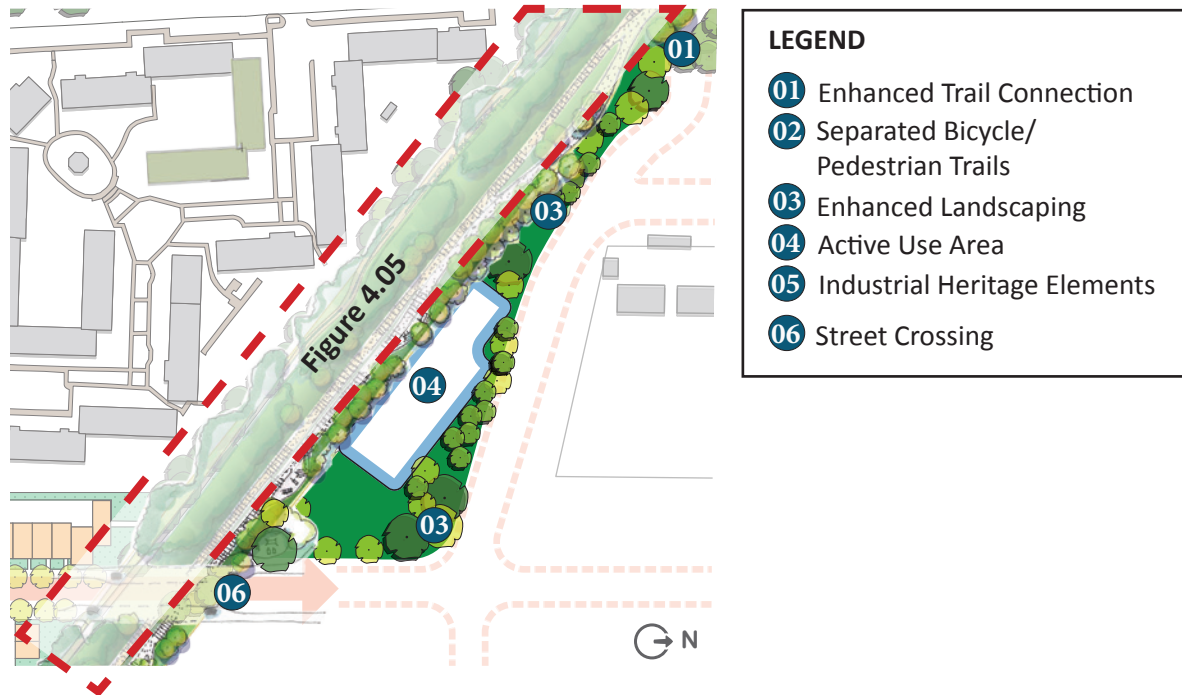 01
03
Figure 4.05
04
03
06
N
LEGEND
01 Enhanced Trail Connection
02 Separated Bicycle/
Pedestrian Trails
03 Enhanced Landscaping
04 Active Use Area
05 Industrial Heritage Elements
06 Street Crossing